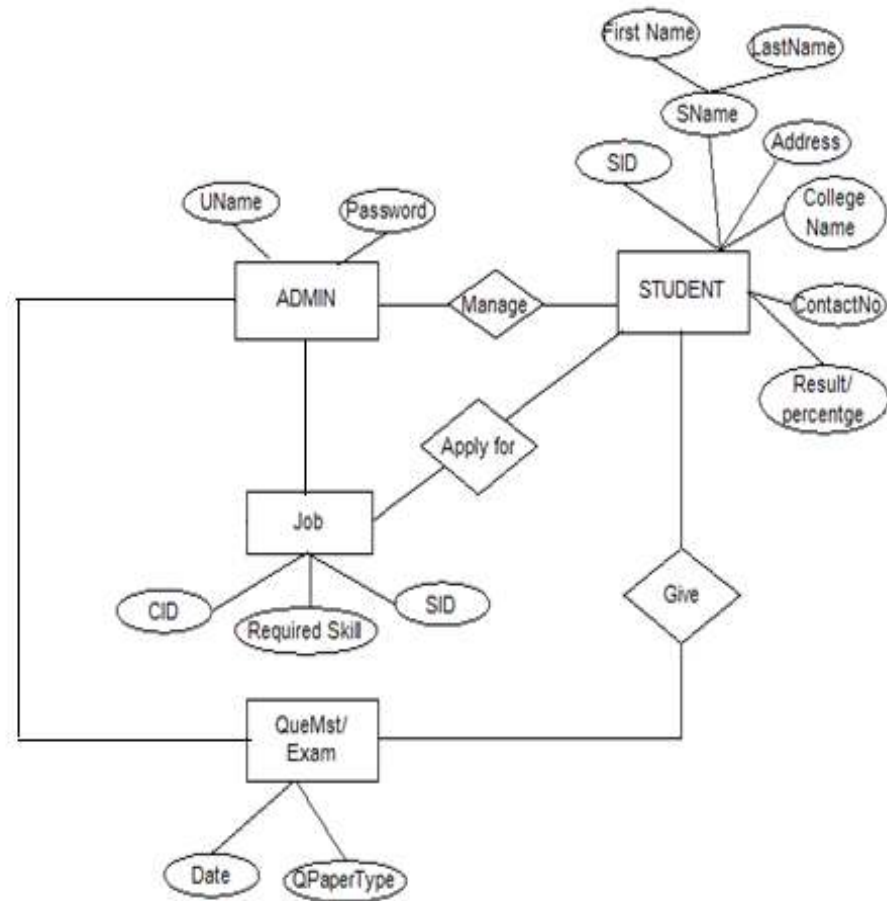 First Name
LastName
SName
Address
SID
College
Name
UName
Password
ADMIN
Manage
STUDENT
ContactNo
Result/
percentge
Apply for
Job
CID
Required Skill
SID
Give
QueMst/
Exam
Date
QPaperType